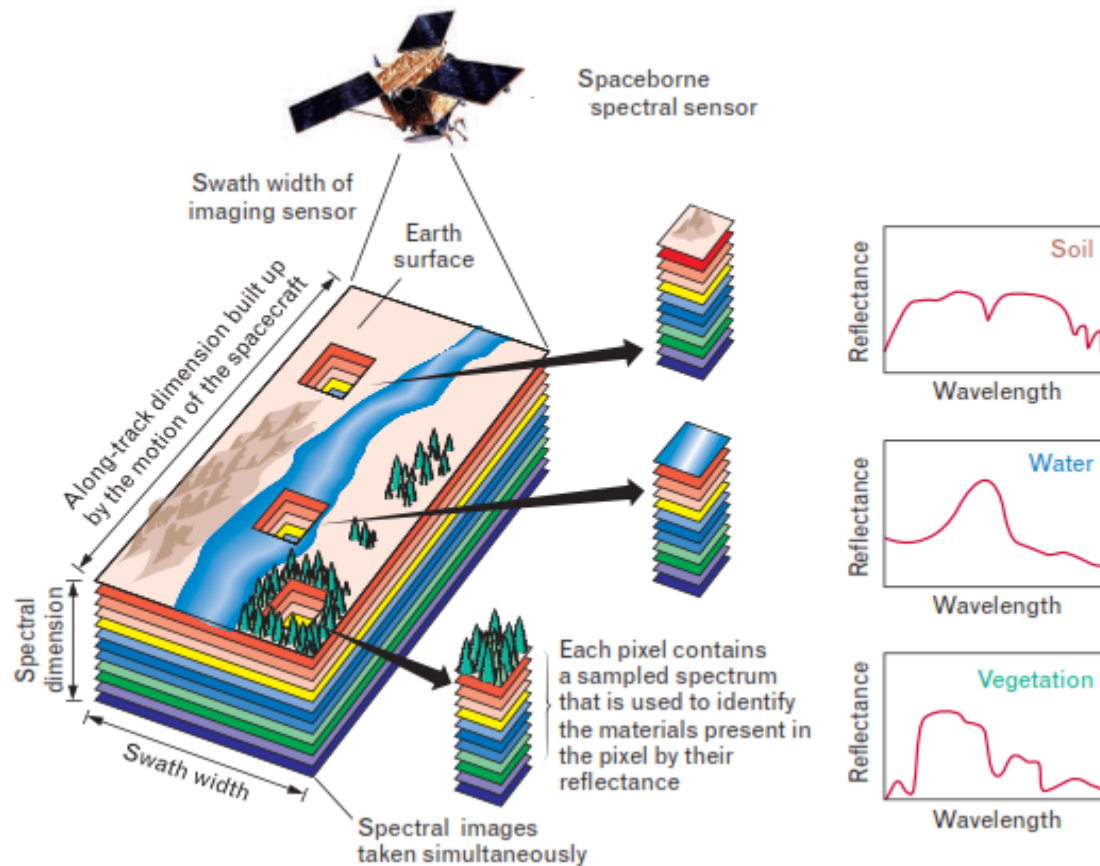 Spaceborne
spectral sensor
Swath width of
imaging sensor
Earth
surface
Along-track dimension built up
by the motion of the spacecraft
Spectral
dimension
Swath width
Spectral images
taken simultaneously
Each pixel contains
a sampled spectrum
that is used to identify
the materials present in
the pixel by their
reflectance
Reflectance
Soil
Wavelength
Reflectance
Water
Wavelength
Reflectance
Vegetation
Wavelength